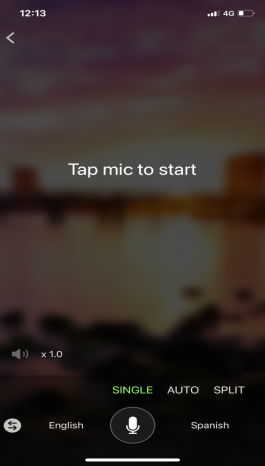 12:13 4G
Tap mic to start
x 1.0
SINGLE AUTO SPLIT
English Spanish